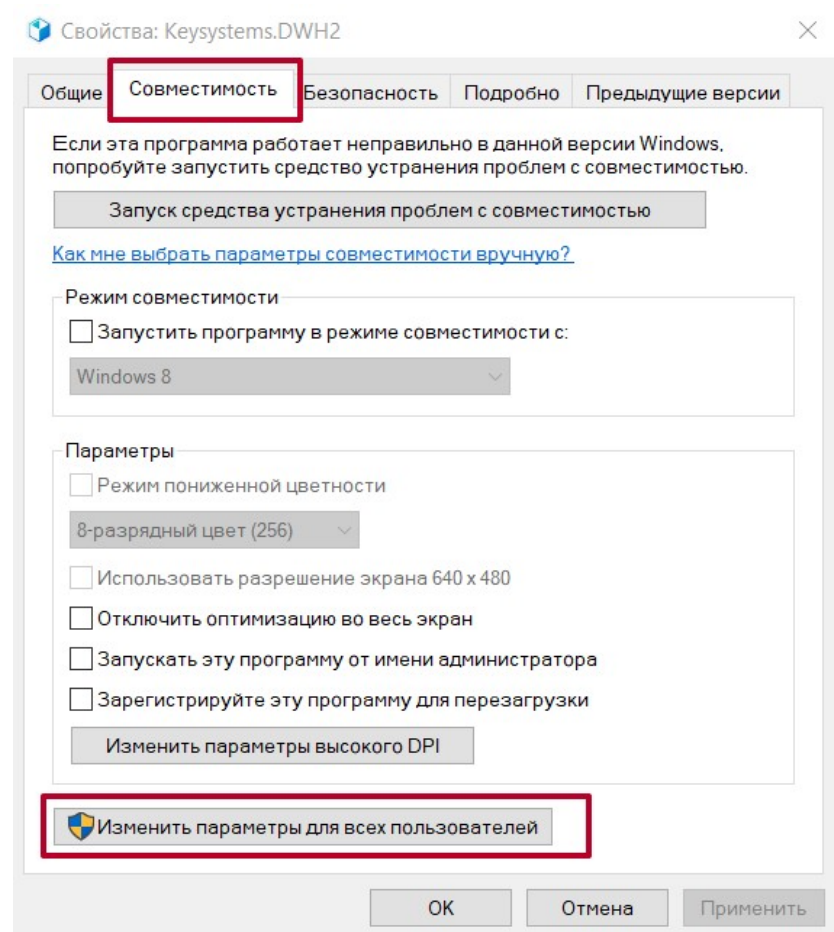 Свойства: Keysystems.DWH2
Общие Совместимость Безопасность Подробно Предыдущие версии
Если эта программа работает неправильно в данной версии Windows,
попробуйте запустить средство устранения проблем с совместимостью.
Запуск средства устранения проблем с совместимостью
Как мне выбрать параметры совместимости вручную?
Режим совместимости
Запустить программу в режиме совместимости с:
Windows 8
Параметры
Режим пониженной цветности
8-разрядный цвет (256)
Использовать разрешение экрана 640 x 480
Отключить оптимизацию во весь экран
Запускать эту программу от имени администратора
Зарегистрируйте эту программу для перезагрузки
Изменить параметры высокого DPI
Изменить параметры для всех пользователей
ОК Отмена Применить